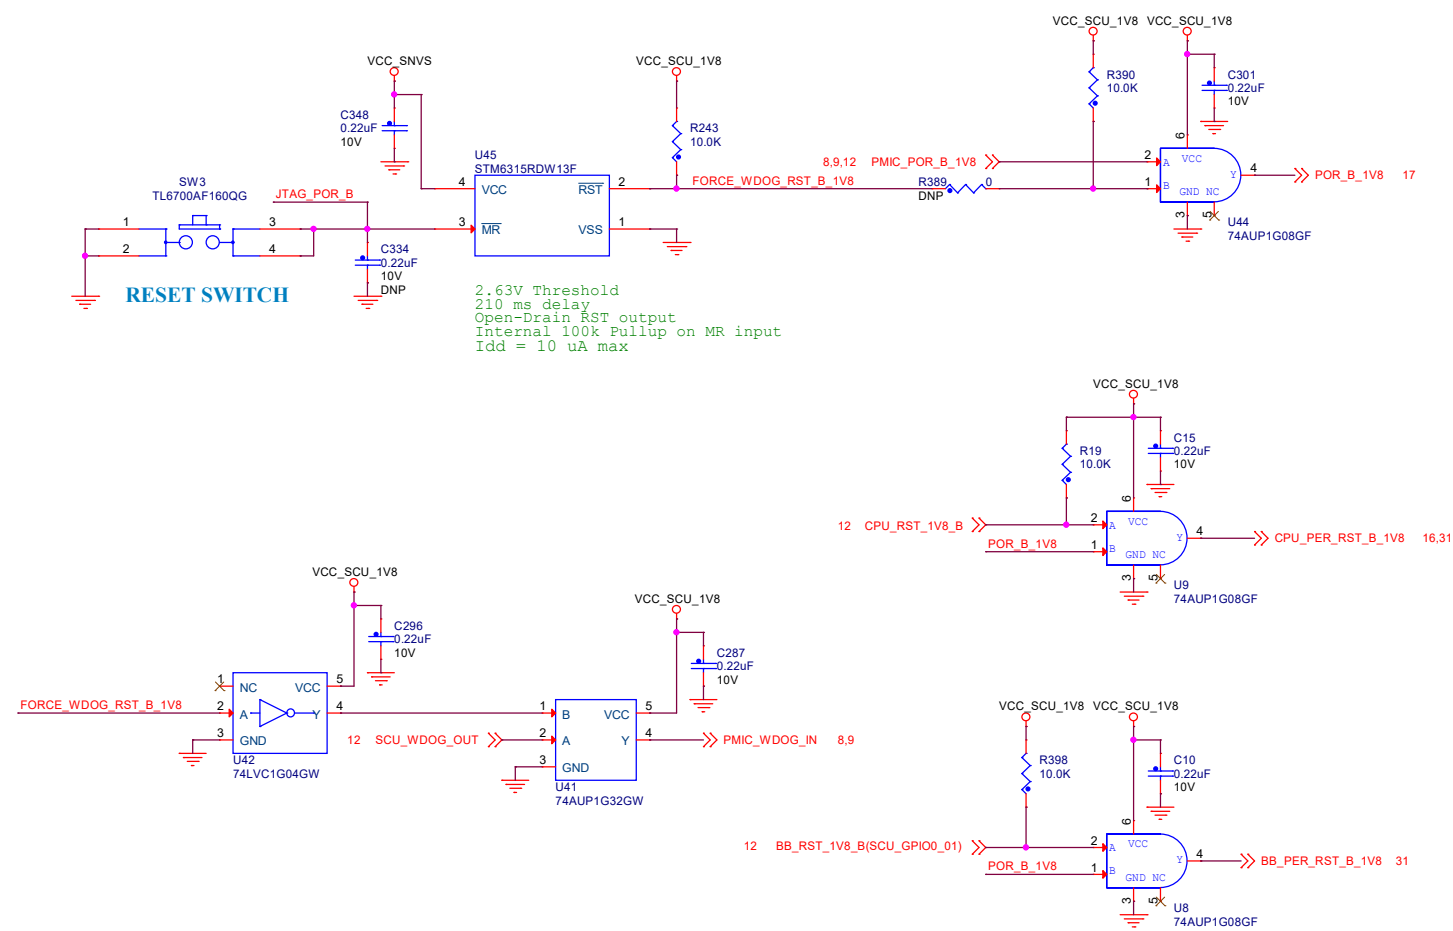 VCC_SNVS
C348
0.22uF
10V
VCC_SCU_1V8
R243
10.0K
U45
STM6315RDW13F
4 VCC
RST 2
3 MR
VSS 1
SW3
TL6700AF160QG
1
2
3
4
JTAG_POR_B
C334
0.22uF
10V
DNP
RESET SWITCH
2.63V Threshold
210 ms delay
Open-Drain RST output
Internal 100k Pullup on MR input
Idd = 10 uA max
FORCE_WDOG_RST_B_1V8
VCC_SCU_1V8
VCC_SCU_1V8
R390
10.0K
C301
0.22uF
10V
8,9,12 PMIC_POR_B_1V8
R389 0
DNP
6
VCC
2 A
1 B
Y 4
GND NC
3 5
U44
74AUP1G08GF
POR_B_1V8 17
VCC_SCU_1V8
R19
10.0K
C15
0.22uF
10V
12 CPU_RST_1V8_B
POR_B_1V8
6
VCC
2 A
1 B
Y 4
GND NC
3 5
U9
74AUP1G08GF
CPU_PER_RST_B_1V8 16,31
VCC_SCU_1V8
C296
0.22uF
10V
FORCE_WDOG_RST_B_1V8
1 NC
VCC 5
2 A
Y 4
3 GND
U42
74LVC1G04GW
VCC_SCU_1V8
C287
0.22uF
10V
12 SCU_WDOG_OUT
1 B
VCC 5
2 A
Y 4
3 GND
U41
74AUP1G32GW
PMIC_WDOG_IN 8,9
VCC_SCU_1V8
VCC_SCU_1V8
R398
10.0K
C10
0.22uF
10V
12 BB_RST_1V8_B(SCU_GPIO0_01)
POR_B_1V8
6
VCC
2 A
1 B
Y 4
GND NC
3 5
U8
74AUP1G08GF
BB_PER_RST_B_1V8 31